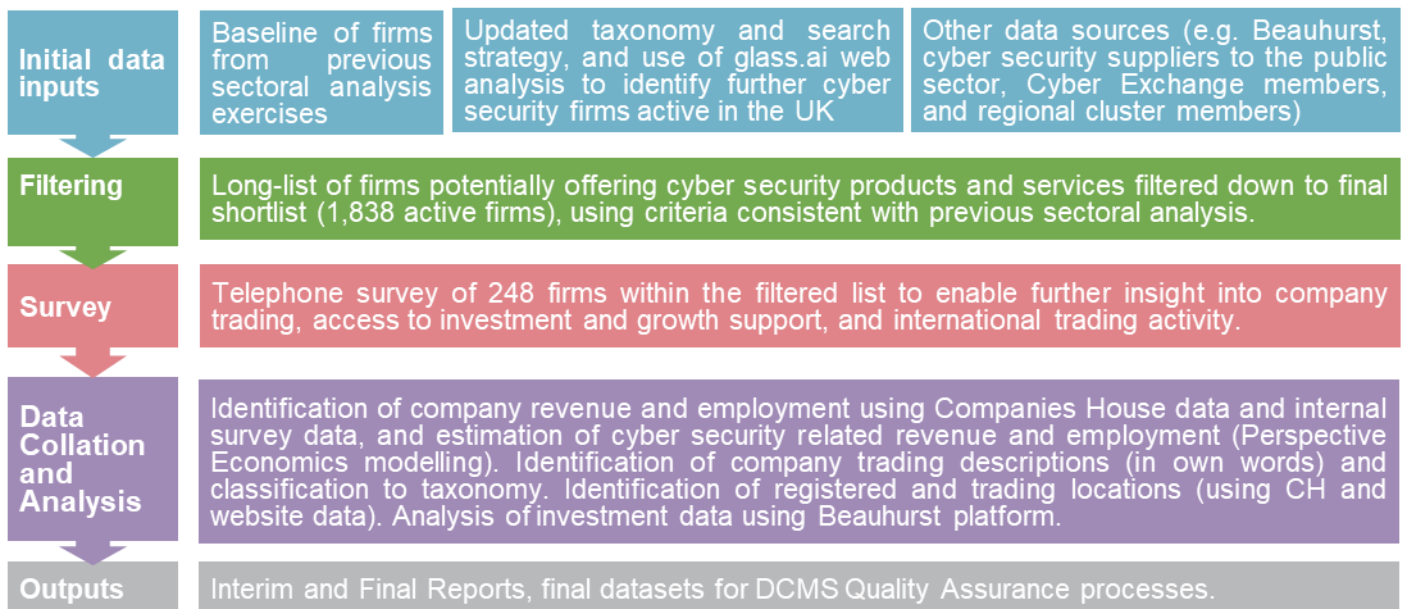 Initial data
inputs
Baseline of firms
from previous
sectoral analysis
exercises
Updated taxonomy and search
strategy, and use of glass.ai web
analysis to identify further cyber
security firms active in the UK
Other data sources (e.g. Beauhurst,
cyber security suppliers to the public
sector, Cyber Exchange members,
and regional cluster members)
Filtering
Long-list of firms potentially offering cyber security products and services filtered down to final
shortlist (1,838 active firms), using criteria consistent with previous sectoral analysis.
Survey
Telephone survey of 248 firms within the filtered list to enable further insight into company
trading, access to investment and growth support, and international trading activity.
Data
Collation
and
Analysis
Identification of company revenue and employment using Companies House data and internal
survey data, and estimation of cyber security related revenue and employment (Perspective
Economics modelling). Identification of company trading descriptions (in own words) and
classification to taxonomy. Identification of registered and trading locations (using CH and
website data). Analysis of investment data using Beauhurst platform.
Outputs
Interim and Final Reports, final datasets for DCMS Quality Assurance processes.